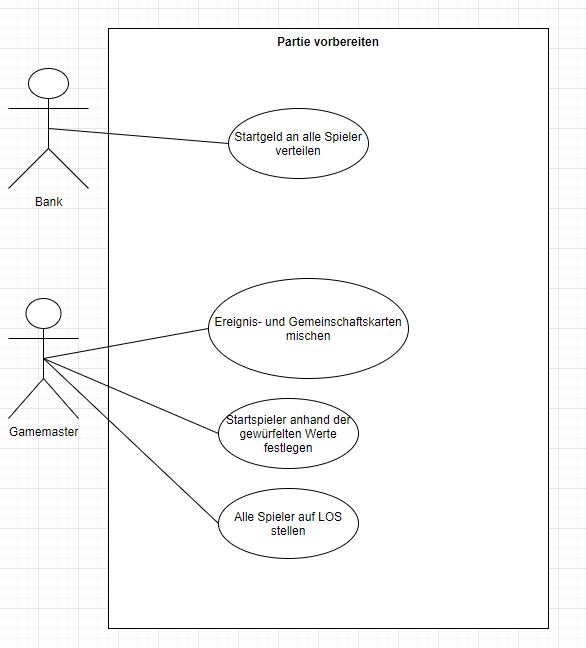 Partie vorbereiten
Startgeld an alle Spieler
verteilen
Bank
Ereignis- und Gemeinschaftskarten
mischen
Startspieler anhand der
gewürfelten Werte
festlegen
Gamemaster
Alle Spieler auf LOS
stellen